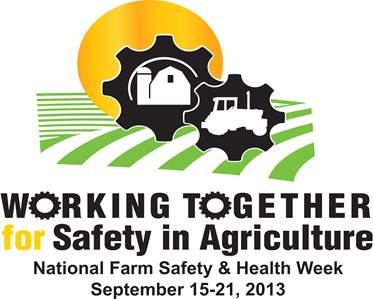 WORKING TOGETHER
for Safety in Agriculture
National Farm Safety & Health Week
September 15-21, 2013